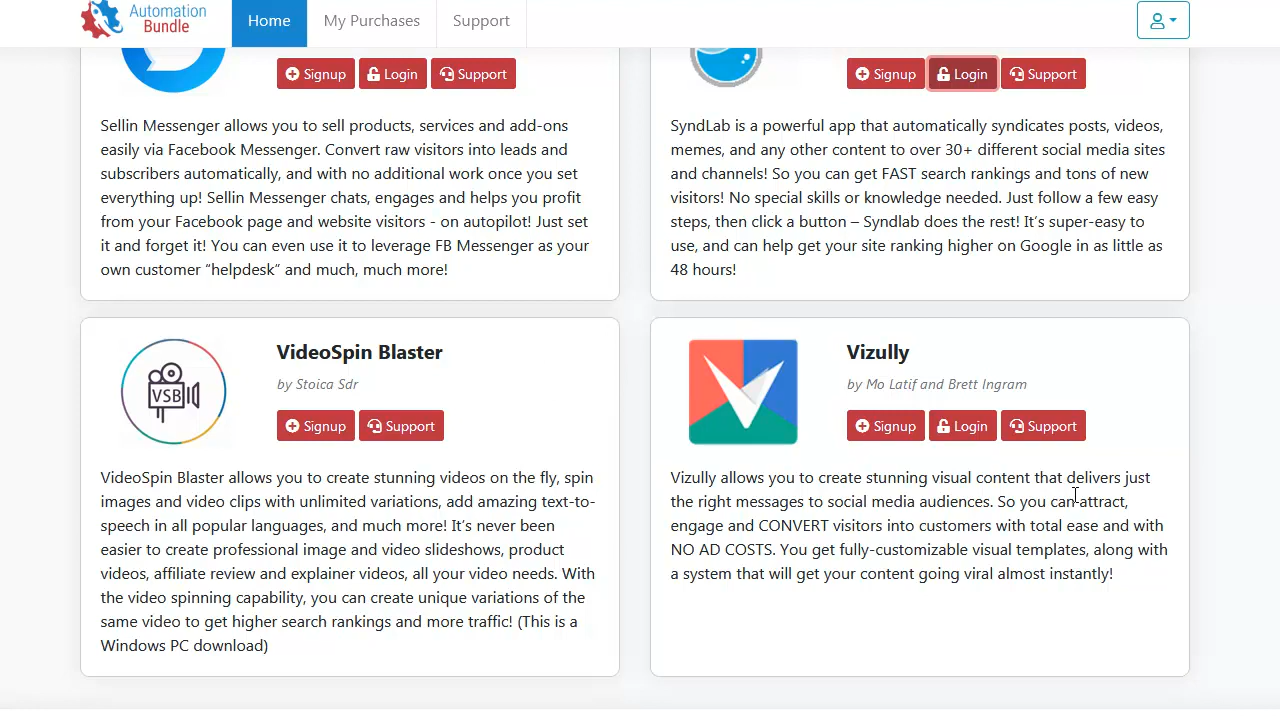 Automation
Bundle
Home
My Purchases
Support
Signup
Login
Support
Sellin Messenger allows you to sell products, services and add-ons
easily via Facebook Messenger. Convert raw visitors into leads and
subscribers automatically, and with no additional work once you set
everything up! Sellin Messenger chats, engages and helps you profit
from your Facebook page and website visitors - on autopilot! Just set
it and forget it! You can even use it to leverage FB Messenger as your
own customer “helpdesk” and much, much more!
Signup
Login
Support
SyndLab is a powerful app that automatically syndicates posts, videos,
memes, and any other content to over 30+ different social media sites
and channels! So you can get FAST search rankings and tons of new
visitors! No special skills or knowledge needed. Just follow a few easy
steps, then click a button – Syndlab does the rest! It’s super-easy to
use, and can help get your site ranking higher on Google in as little as
48 hours!
VSB
VideoSpin Blaster
by Stoica Sdr
Signup
Support
VideoSpin Blaster allows you to create stunning videos on the fly, spin
images and video clips with unlimited variations, add amazing text-to-
speech in all popular languages, and much more! It’s never been
easier to create professional image and video slideshows, product
videos, affiliate review and explainer videos, all your video needs. With
the video spinning capability, you can create unique variations of the
same video to get higher search rankings and more traffic! (This is a
Windows PC download)
Vizully
by Mo Latif and Brett Ingram
Signup
Login
Support
Vizully allows you to create stunning visual content that delivers just
the right messages to social media audiences. So you can attract,
engage and CONVERT visitors into customers with total ease and with
NO AD COSTS. You get fully-customizable visual templates, along with
a system that will get your content going viral almost instantly!